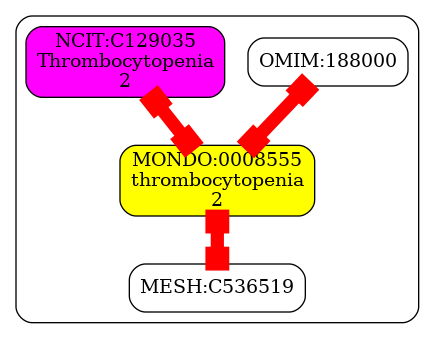 NCIT:C129035
Thrombocytopenia
2
OMIM:188000
MONDO:0008555
thrombocytopenia
2
MESH:C536519